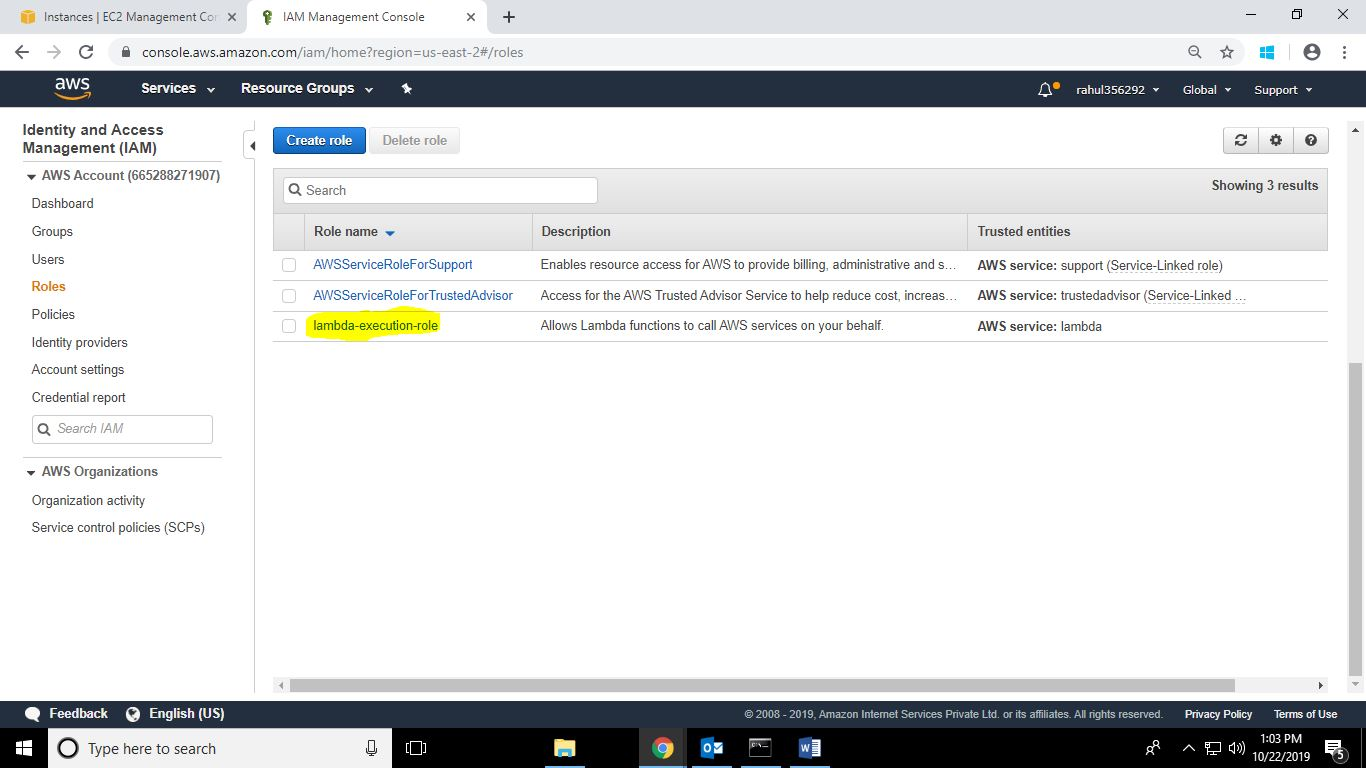 Instances | EC2 Management Con
IAM Management Console
console.aws.amazon.com/iam/home?region=us-east-2#/roles
aws
Services
Resource Groups
rahul356292
Global
Support
Identity and Access
Management (IAM)
AWS Account (665288271907)
Dashboard
Groups
Users
Roles
Policies
Identity providers
Account settings
Credential report
Search IAM
AWS Organizations
Organization activity
Service control policies (SCPs)
Create role
Delete role
Search
Showing 3 results
Role name
Description
Trusted entities
AWSServiceRoleForSupport
Enables resource access for AWS to provide billing, administrative and s…
AWS service: support (Service-Linked role)
AWSServiceRoleForTrustedAdvisor
Access for the AWS Trusted Advisor Service to help reduce cost, increas…
AWS service: trustedadvisor (Service-Linked …
lambda-execution-role
Allows Lambda functions to call AWS services on your behalf.
AWS service: lambda
Feedback
English (US)
© 2008 - 2019, Amazon Internet Services Private Ltd. or its affiliates. All rights reserved.
Privacy Policy
Terms of Use
Type here to search
1:03 PM
10/22/2019
5